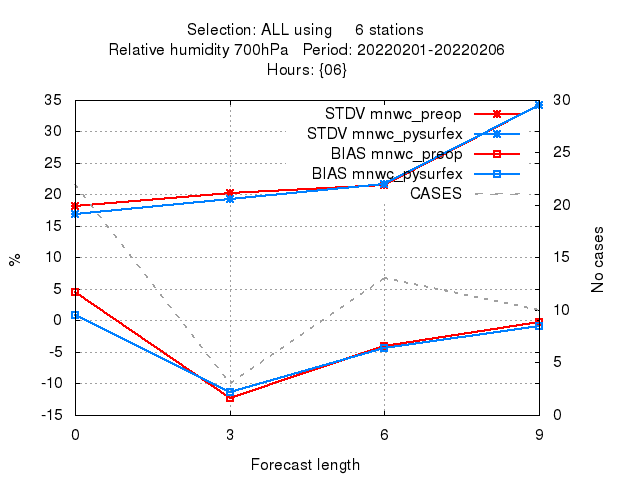 Selection: ALL using 6 stations
Relative humidity 700hPa Period: 20220201-20220206
Hours: {06}
STDV mnwc_preop
STDV mnwc_pysurfex
BIAS mnwc_preop
BIAS mnwc_pysurfex
CASES
35
30
25
20
15
10
5
0
-5
-10
-15
%
30
25
20
15
10
5
0
No cases
0 3 6 9
Forecast length